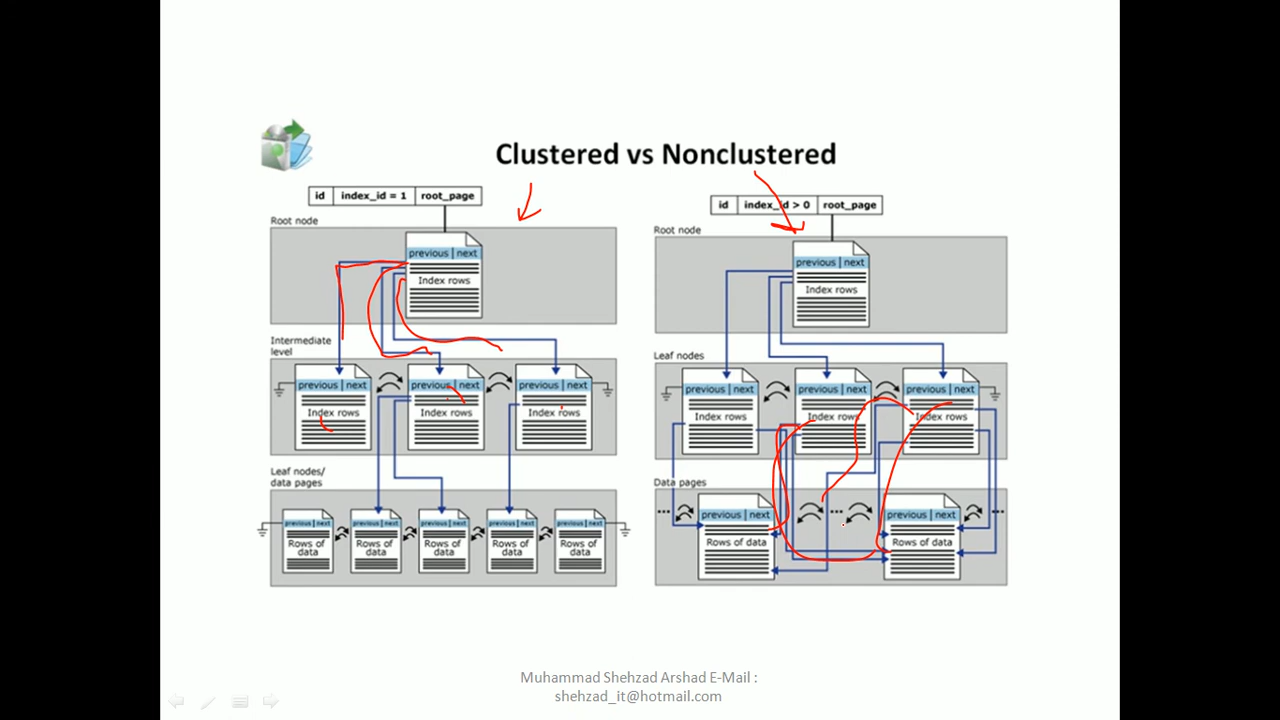 Clustered vs Nonclustered
id index_id = 1 root_page
Root node
previous | next
Index rows
Intermediate
level
previous | next previous | next previous | next
Index rows Index rows Index rows
Leaf nodes/
data pages
previous | next previous | next previous | next previous | next previous | next
Rows of Rows of Rows of Rows of Rows of
data data data data data
id index_id > 0 root_page
Root node
previous | next
Index rows
Leaf nodes
previous | next previous | next previous | next
Index rows Index rows Index rows
Data pages
previous | next previous | next
Rows of data Rows of data
Muhammad Shehzad Arshad E-Mail :
shehzad_it@hotmail.com